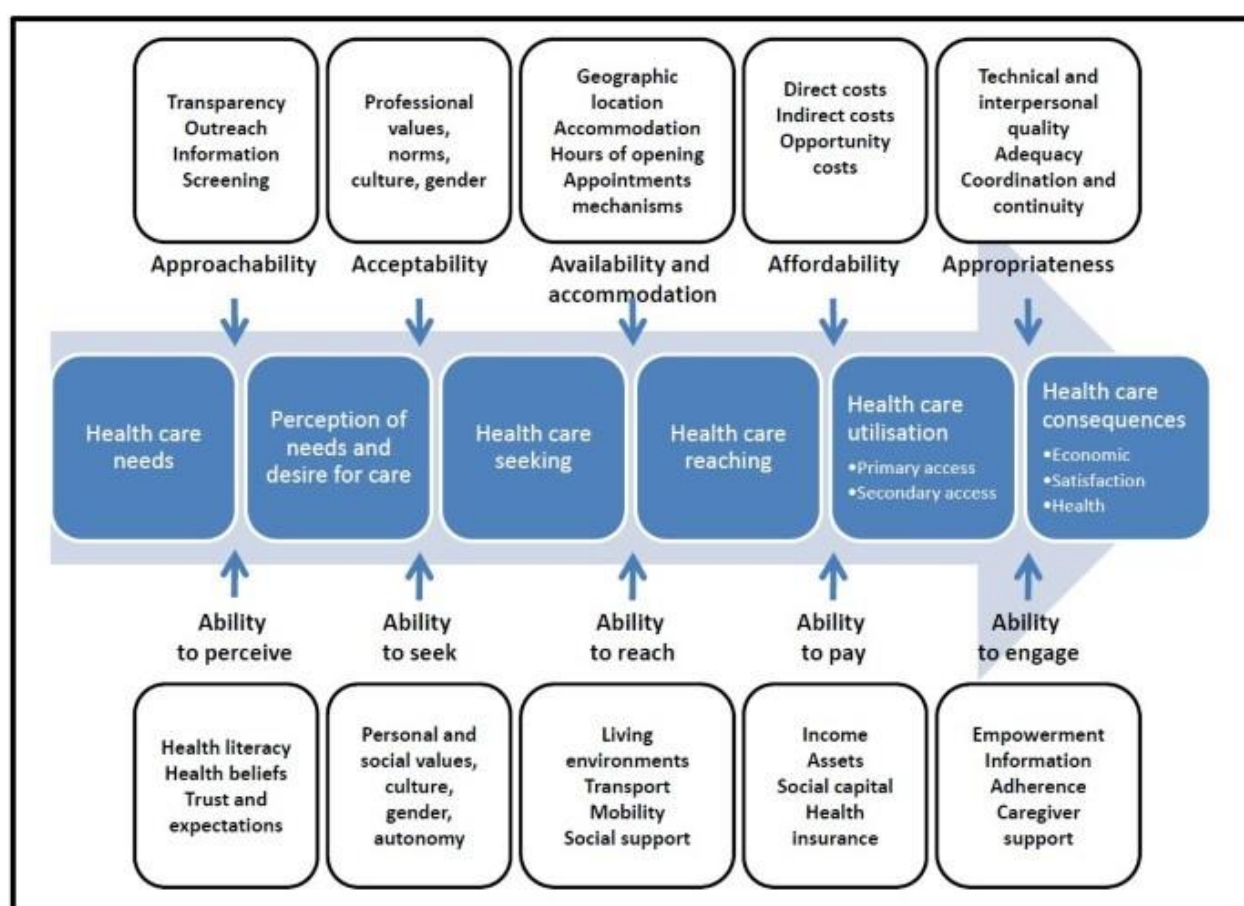 Transparency
Outreach
Information
Screening
Professional
values,
norms,
culture, gender
Geographic
location
Accommodation
Hours of opening
Appointments
mechanisms
Direct costs
Indirect costs
Opportunity
costs
Technical and
interpersonal
quality
Adequacy
Coordination and
continuity
Approachability
Acceptability
Availability and
accommodation
Affordability
Appropriateness
Health care
needs
Perception of
needs and
desire for care
Health care
seeking
Health care
reaching
Health care
utilisation
•Primary access
•Secondary access
Health care
consequences
•Economic
•Satisfaction
•Health
Ability
to perceive
Ability
to seek
Ability
to reach
Ability
to pay
Ability
to engage
Health literacy
Health beliefs
Trust and
expectations
Personal and
social values,
culture,
gender,
autonomy
Living
environments
Transport
Mobility
Social support
Income
Assets
Social capital
Health
insurance
Empowerment
Information
Adherence
Caregiver
support